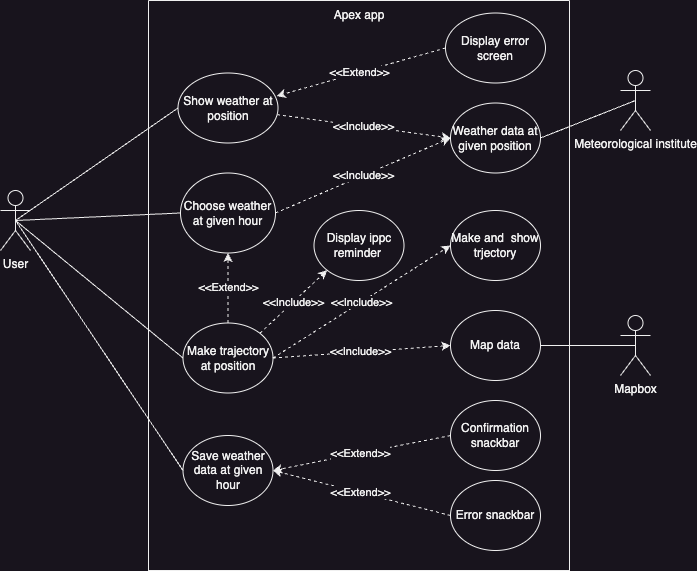 Apex app
Display error
screen
<<Extend>>
Show weather at
position
<<Include>>
Weather data at
given position
Meteorological institute
<<Include>>
Choose weather
at given hour
User
Display ippc
reminder
Make and  show
trjectory
<<Extend>>
<<Include>>
<<Include>>
Make trajectory
at position
<<Include>>
Map data
Mapbox
Confirmation
snackbar
<<Extend>>
Save weather
data at given
hour
<<Extend>>
Error snackbar